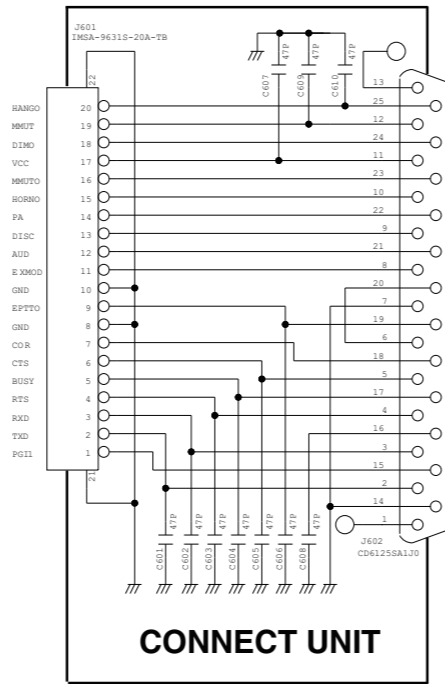 J601
IMSA-9631S-20A-TB
22
HANGO 20
MMUT 19
DIMO 18
VCC 17
MMUTO 16
HORNO 15
PA 14
DISC 13
AUD 12
EXMOD 11
GND 10
EPTTO 9
GND 8
COR 7
CTS 6
BUSY 5
RTS 4
RXD 3
TXD 2
PGI1 1
21
47P
C607
47P
C609
47P
C610
13
25
12
24
11
23
10
22
9
21
8
20
7
19
6
18
5
17
4
16
3
15
2
14
1
J602
CD6125SA1J0
47P
C601
47P
C602
47P
C603
47P
C604
47P
C605
47P
C606
47P
C608
CONNECT UNIT